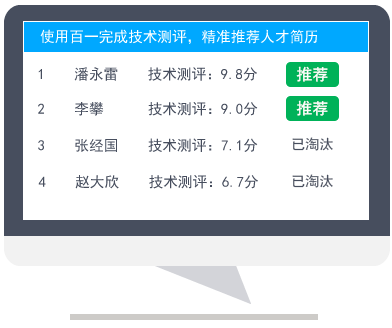 使用百一完成技术测评，精准推荐人才简历
1 潘永雷 技术测评：9.8分 推荐
2 李攀 技术测评：9.0分 推荐
3 张经国 技术测评：7.1分 已淘汰
4 赵大欣 技术测评：6.7分 已淘汰